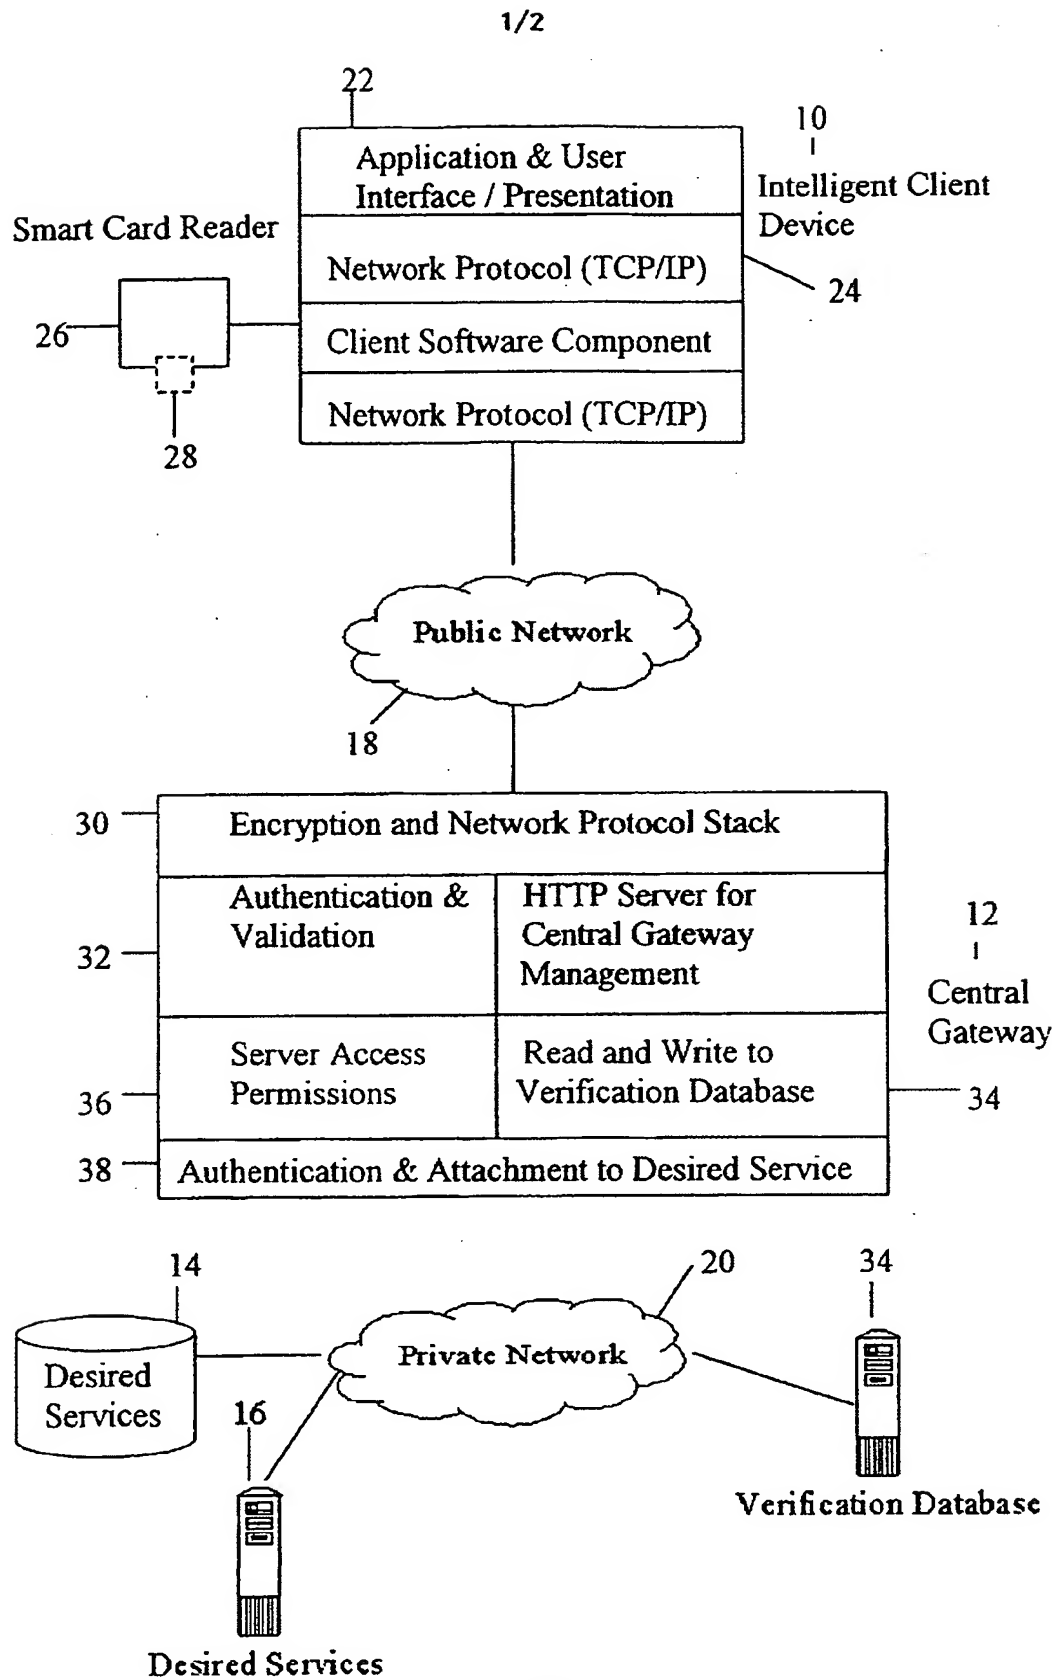 1/2
22
Application & User
Interface / Presentation
10
Intelligent Client
Device
Smart Card Reader
Network Protocol (TCP/IP)
24
26
Client Software Component
Network Protocol (TCP/IP)
28
Public Network
18
30
Encryption and Network Protocol Stack
Authentication &
Validation
HTTP Server for
Central Gateway
Management
32
12
Central
Gateway
Server Access
Permissions
Read and Write to
Verification Database
36
34
38
Authentication & Attachment to Desired Service
14
20
34
Desired
Services
Private Network
16
Verification Database
Desired Services